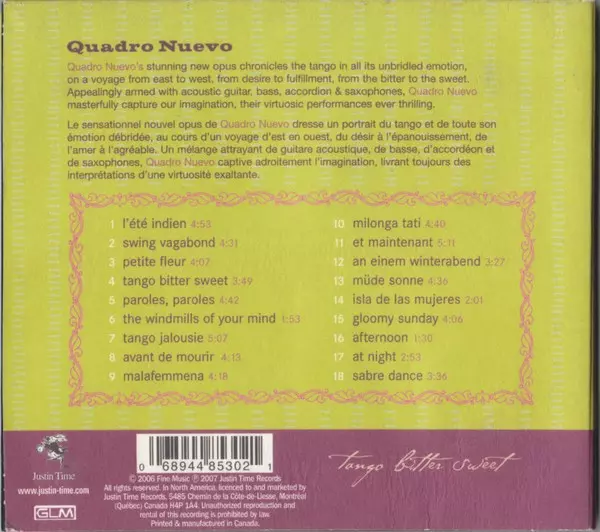 Quadro Nuevo
Quadro Nuevo's stunning new opus chronicles the tango in all its unbridled emotion,
on a voyage from east to west, from desire to fulfillment, from the bitter to the sweet.
Appealingly armed with acoustic guitar, bass, accordion & saxophones, Quadro Nuevo
masterfully capture our imagination, their virtuosic performances ever thrilling.
Le sensationnel nouvel opus de Quadro Nuevo dresse un portrait du tango et de toute son
émotion débridée, au cours d'un voyage d'est en ouest, du désir à l'épanouissement, de
l'amer à l'agréable. Un mélange attrayant de guitare acoustique, de basse, d'accordéon et
de saxophones, Quadro Nuevo captive adroitement l'imagination, livrant toujours des
interprétations d'une virtuosité exaltante.
1 l'été indien 4:53
2 swing vagabond 4:31
3 petite fleur 4:07
4 tango bitter sweet 3:49
5 paroles, paroles 4:42
6 the windmills of your mind 1:53
7 tango jalousie 5:07
8 avant de mourir 4:13
9 malafemmena 4:18
10 milonga tati 4:40
11 et maintenant 5:11
12 an einem winterabend 3:27
13 müde sonne 4:36
14 isla de las mujeres 2:01
15 gloomy sunday 4:06
16 afternoon 1:30
17 at night 2:53
18 sabre dance 3:36
Justin Time
www.justin-time.com
GLM
0 68944 85302 1
© 2006 Fine Music ℗ 2007 Justin Time Records
All rights reserved. in North America. licenced to and marketed by
Justin Time Records, 5485 Chemin de la Côte-de-Liesse, Montréal
(Québec) Canada H4P 1A4. Unauthorized reproduction and
rental of this recording is prohibited by law.
Printed & manufactured in Canada.
tango bitter sweet